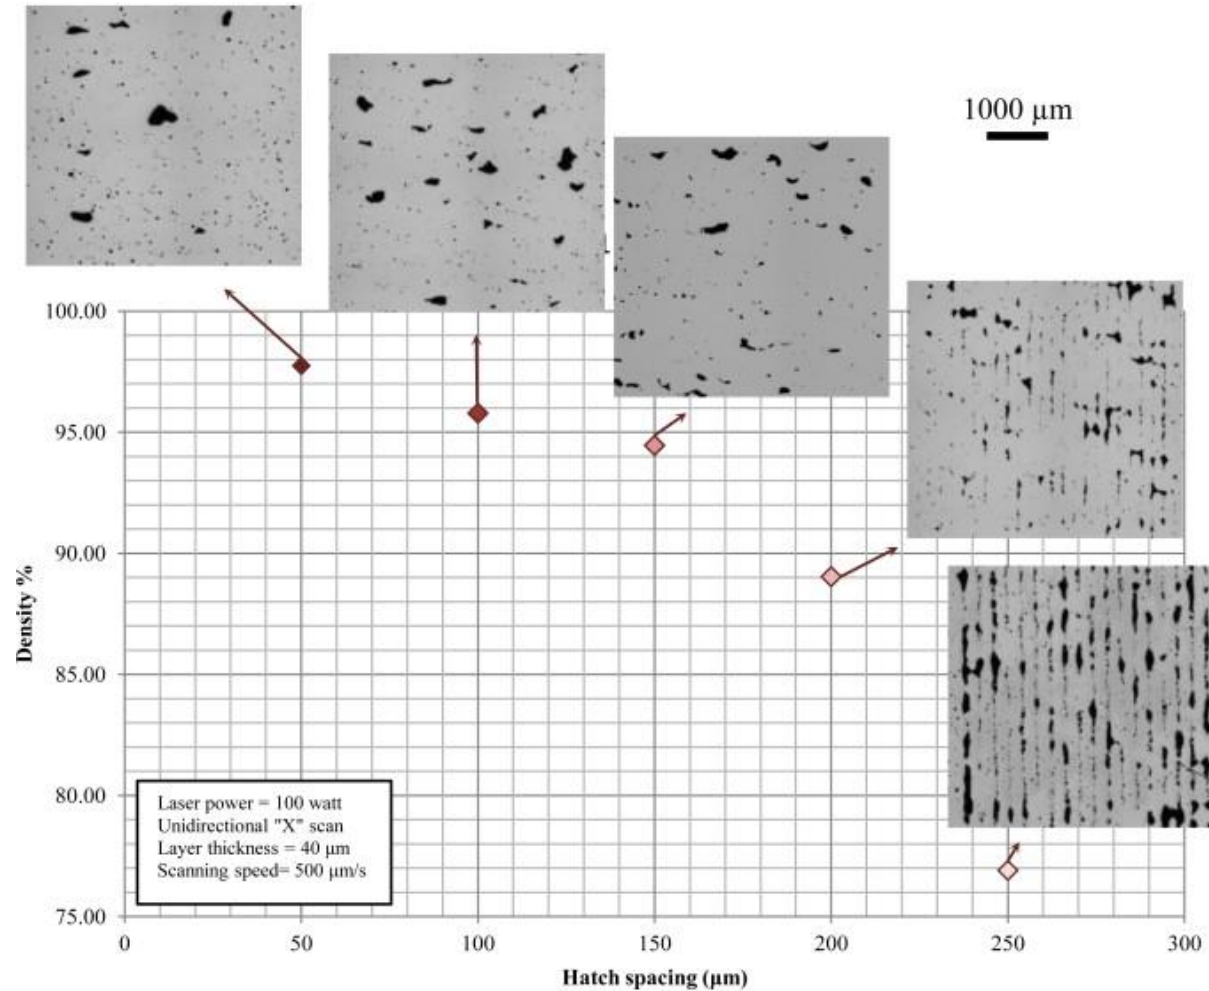 1000 μm
100.00
95.00
90.00
85.00
80.00
75.00
Density %
Laser power = 100 watt
Unidirectional "X" scan
Layer thickness = 40 μm
Scanning speed= 500 μm/s
0 50 100 150 200 250 300
Hatch spacing (μm)